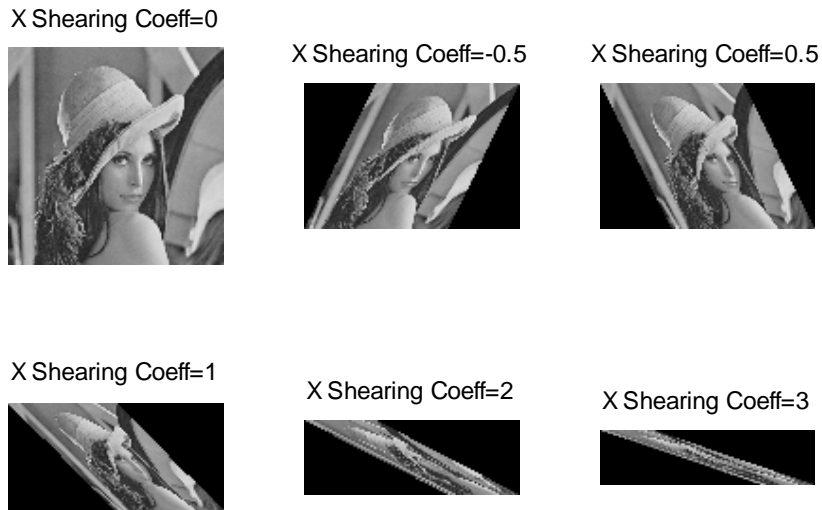 X Shearing Coeff=0
X Shearing Coeff=-0.5
X Shearing Coeff=0.5
X Shearing Coeff=1
X Shearing Coeff=2
X Shearing Coeff=3